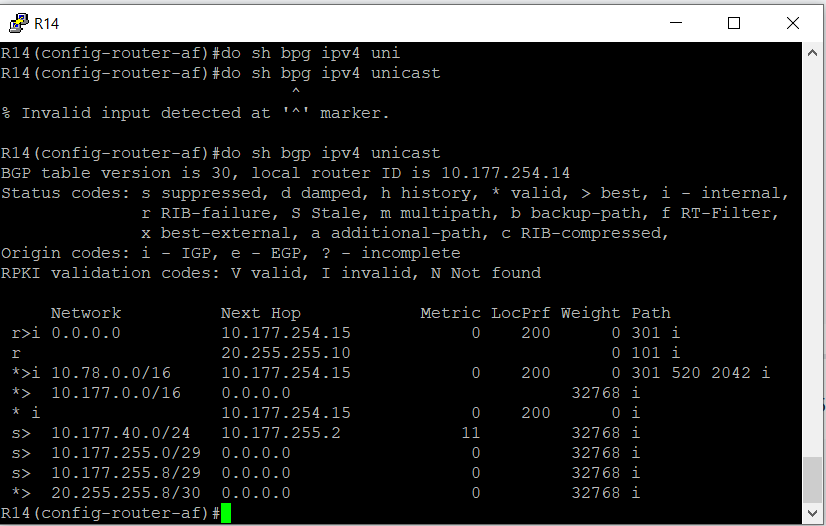 R14
R14(config-router-af)#do sh bpg ipv4 uni
R14(config-router-af)#do sh bpg ipv4 unicast
                             ^
% Invalid input detected at '^' marker.

R14(config-router-af)#do sh bgp ipv4 unicast
BGP table version is 30, local router ID is 10.177.254.14
Status codes: s suppressed, d damped, h history, * valid, > best, i - internal,
              r RIB-failure, S Stale, m multipath, b backup-path, f RT-Filter,
              x best-external, a additional-path, c RIB-compressed,
Origin codes: i - IGP, e - EGP, ? - incomplete
RPKI validation codes: V valid, I invalid, N Not found

     Network          Next Hop            Metric LocPrf Weight Path
 r>i 0.0.0.0          10.177.254.15            0    200      0 301 i
 r                    20.255.255.10                          0 101 i
 *>i 10.78.0.0/16     10.177.254.15            0    200      0 301 520 2042 i
 *>  10.177.0.0/16    0.0.0.0                            32768 i
 * i                  10.177.254.15            0    200      0 i
 s>  10.177.40.0/24   10.177.255.2            11         32768 i
 s>  10.177.255.0/29  0.0.0.0                  0         32768 i
 s>  10.177.255.8/29  0.0.0.0                  0         32768 i
 *>  20.255.255.8/30  0.0.0.0                  0         32768 i
R14(config-router-af)#